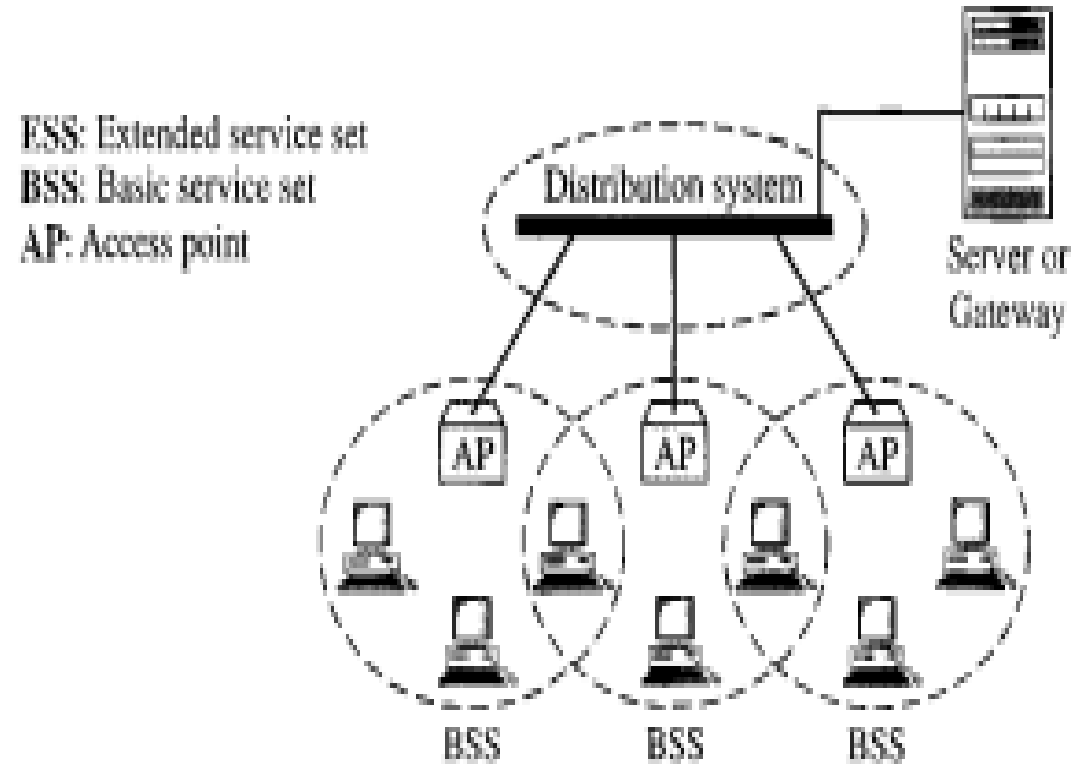 ESS: Extended service set
BSS: Basic service set
AP: Access point
Distribution system
Server or
Gateway
AP
AP
AP
BSS
BSS
BSS